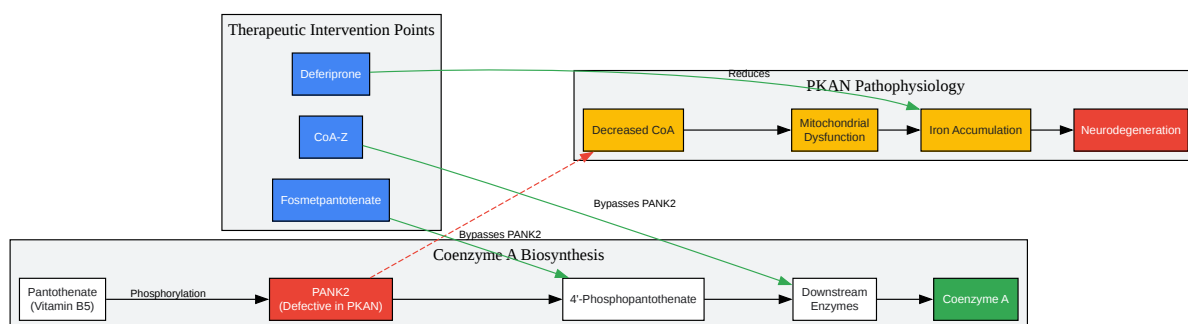 Therapeutic Intervention Points
Deferiprone
CoA-Z
Fosmetpantotenate
Reduces
PKAN Pathophysiology
Decreased CoA
Mitochondrial
Dysfunction
Iron Accumulation
Neurodegeneration
Bypasses PANK2
Bypasses PANK2
Coenzyme A Biosynthesis
Pantothenate
(Vitamin B5)
Phosphorylation
PANK2
(Defective in PKAN)
4'-Phosphopantothenate
Downstream
Enzymes
Coenzyme A